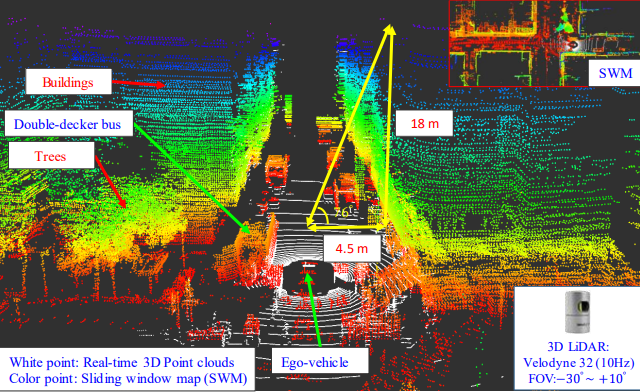 SWM
Buildings
Double-decker bus
Trees
18 m
76°
4.5 m
Ego-vehicle
White point: Real-time 3D Point clouds
Color point: Sliding window map (SWM)
3D LiDAR:
Velodyne 32 (10Hz)
FOV:−30°~ +10°